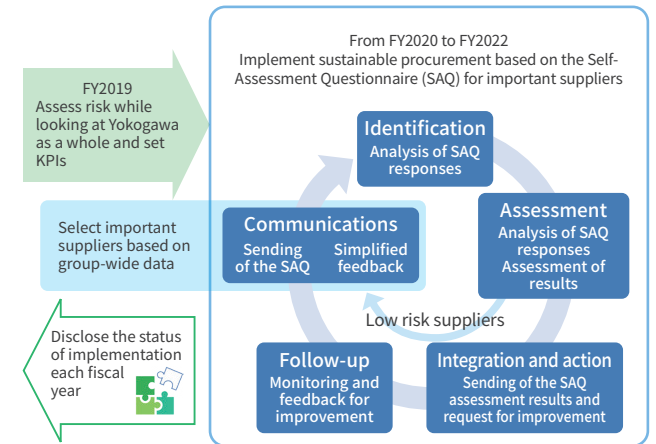 FY2019
Assess risk while
looking at Yokogawa
as a whole and set
KPIs
From FY2020 to FY2022
Implement sustainable procurement based on the Self-
Assessment Questionnaire (SAQ) for important suppliers
Identification
Analysis of SAQ
responses
Assessment
Analysis of SAQ
responses
Assessment of
results
Select important
suppliers based on
group-wide data
Communications
Sending
of the SAQ
Simplified
feedback
Low risk suppliers
Integration and action
Sending of the SAQ
assessment results and
request for improvement
Follow-up
Monitoring and
feedback for
improvement
Disclose the status
of implementation
each fiscal
year